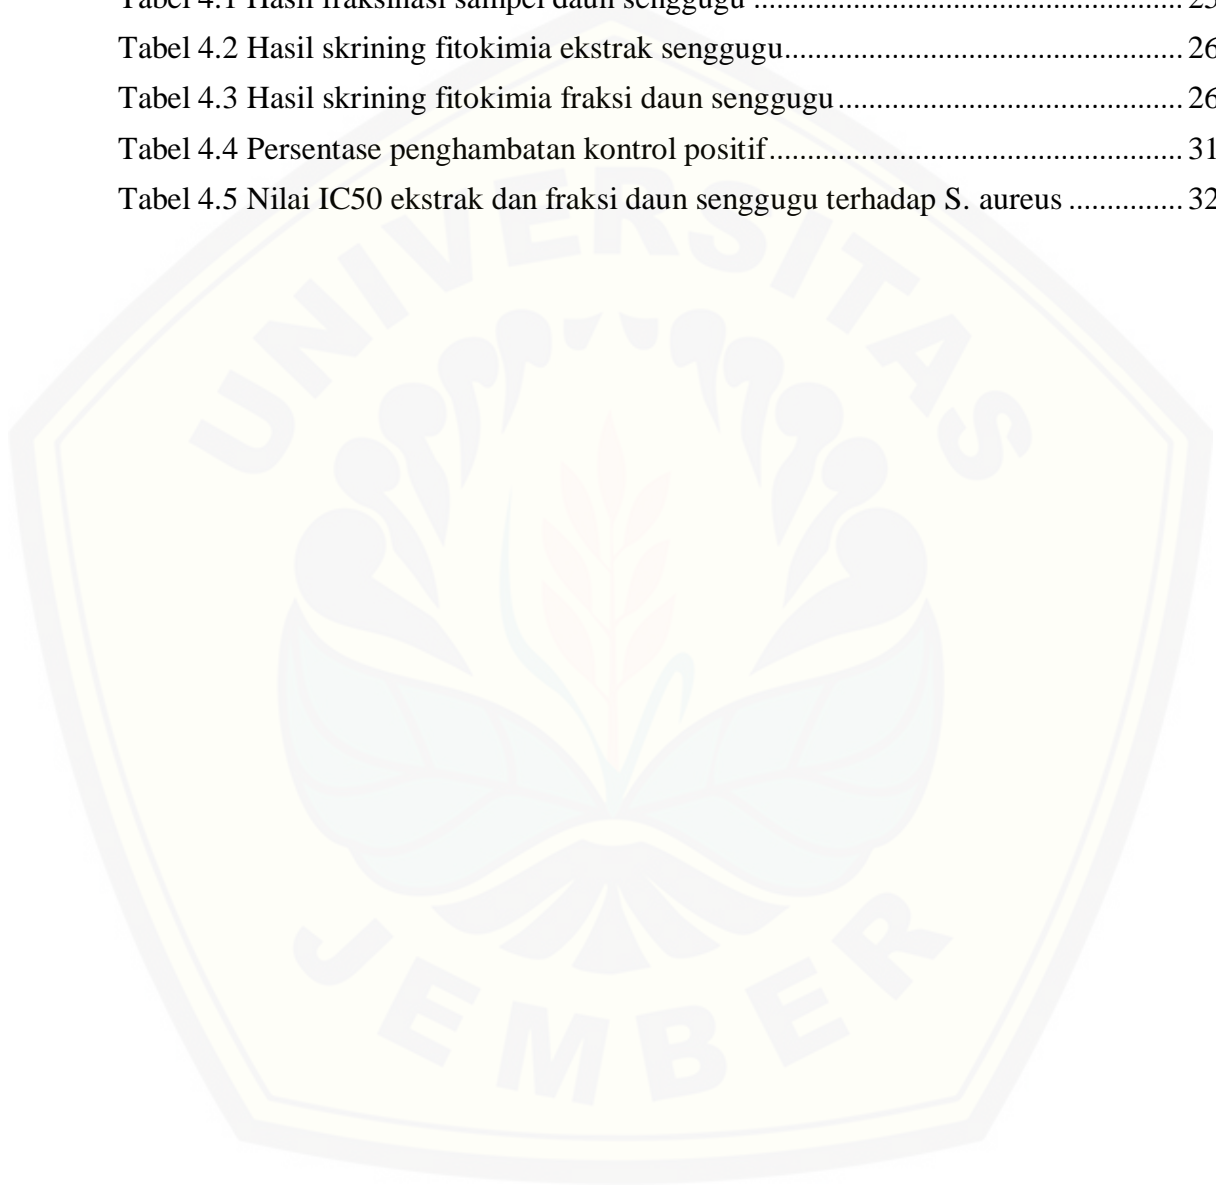 Tabel 4.1 Hasil fraksinasi sampel daun senggugu ........................................................ 25
Tabel 4.2 Hasil skrining fitokimia ekstrak senggugu.................................................... 26
Tabel 4.3 Hasil skrining fitokimia fraksi daun senggugu ............................................. 26
Tabel 4.4 Persentase penghambatan kontrol positif...................................................... 31
Tabel 4.5 Nilai IC50 ekstrak dan fraksi daun senggugu terhadap S. aureus ............... 32
UNIVERSITAS
JEMBER